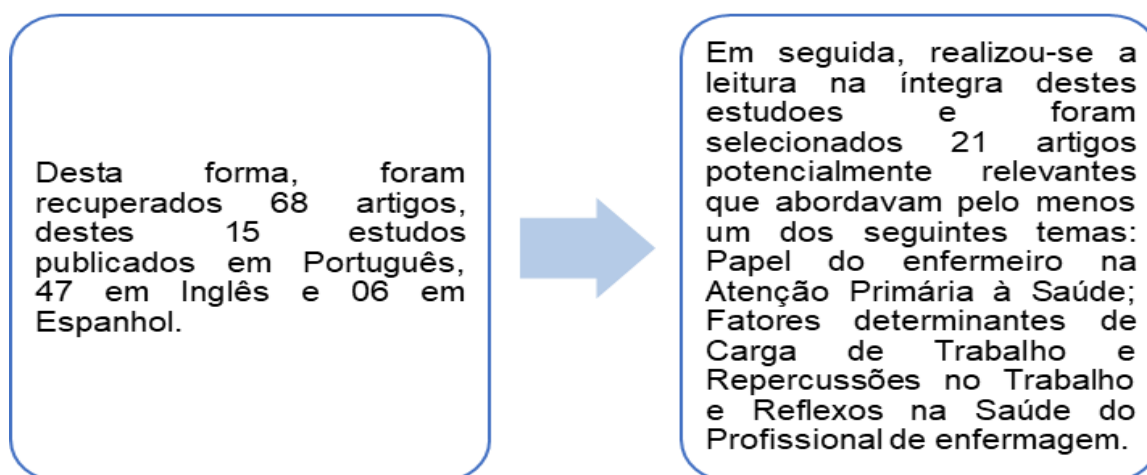 Desta forma, foram
recuperados 68 artigos,
destes 15 estudos
publicados em Português,
47 em Inglês e 06 em
Espanhol.
Em seguida, realizou-se a
leitura na íntegra destes
estudoes e foram
selecionados 21 artigos
potencialmente relevantes
que abordavam pelo menos
um dos seguintes temas:
Papel do enfermeiro na
Atenção Primária à Saúde;
Fatores determinantes de
Carga de Trabalho e
Repercussões no Trabalho
e Reflexos na Saúde do
Profissional de enfermagem.